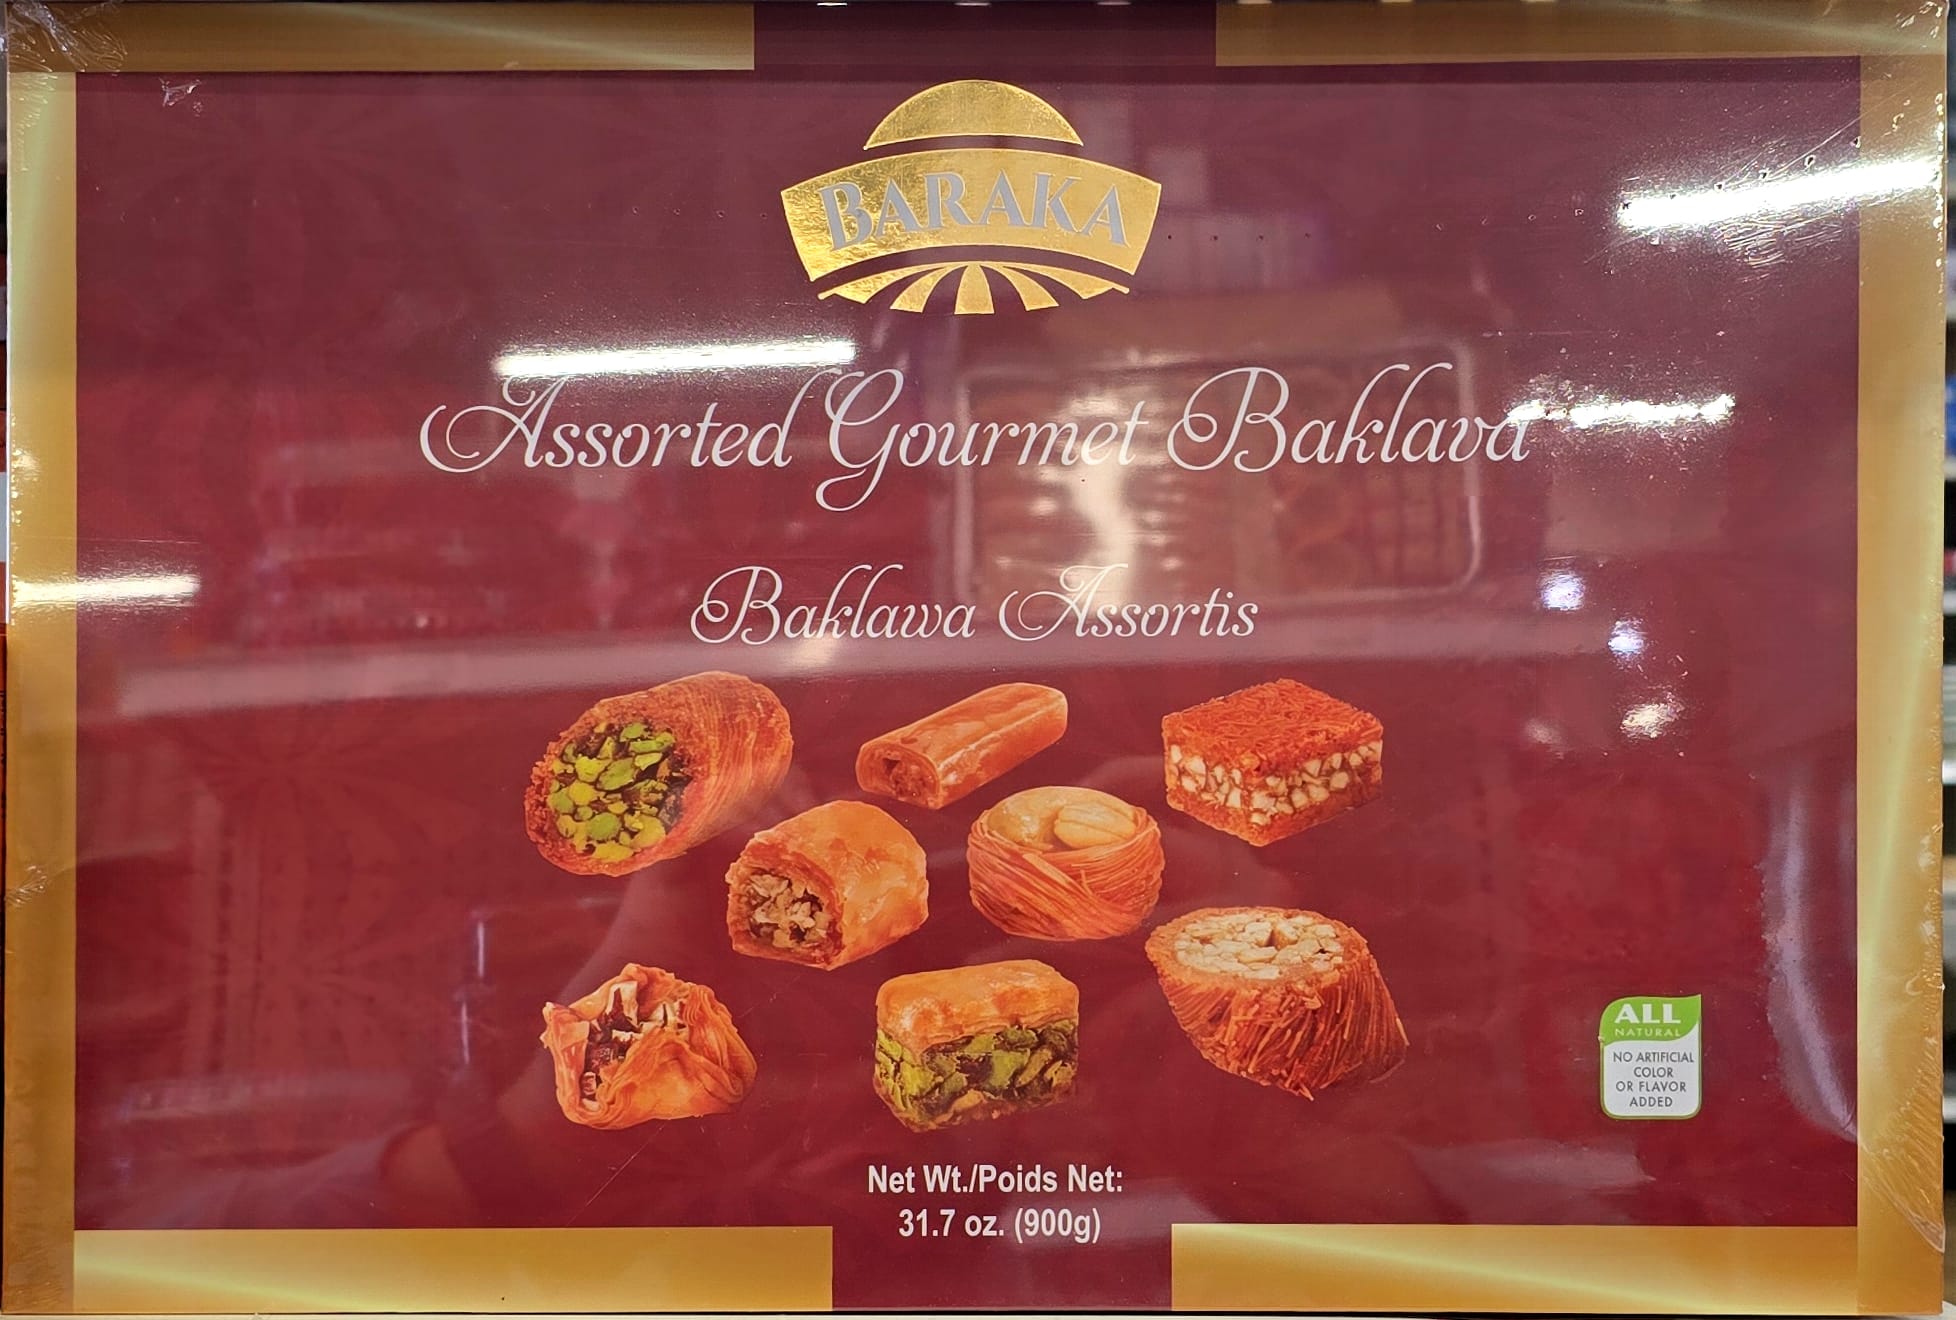 BARAKA
Assorted Gourmet Baklava
Baklawa Assortis
ALL
NATURAL
NO ARTIFICIAL
COLOR
OR FLAVOR
ADDED
Net Wt./Poids Net:
31.7 oz. (900g)